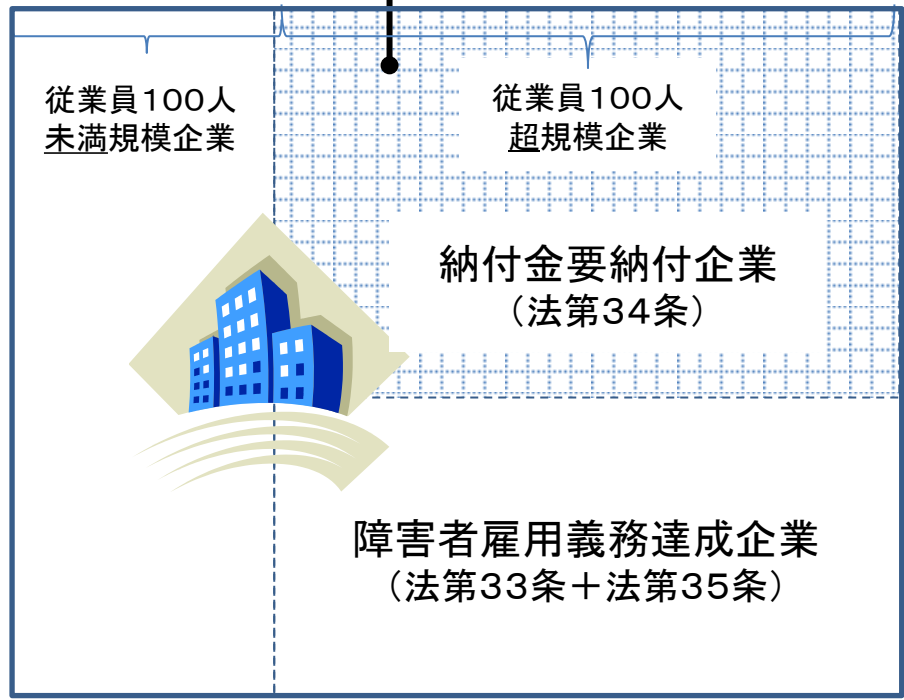 従業員100人
未満規模企業
従業員100人
超規模企業
納付金要納付企業
(法第34条)
障害者雇用義務達成企業
(法第33条＋法第35条)